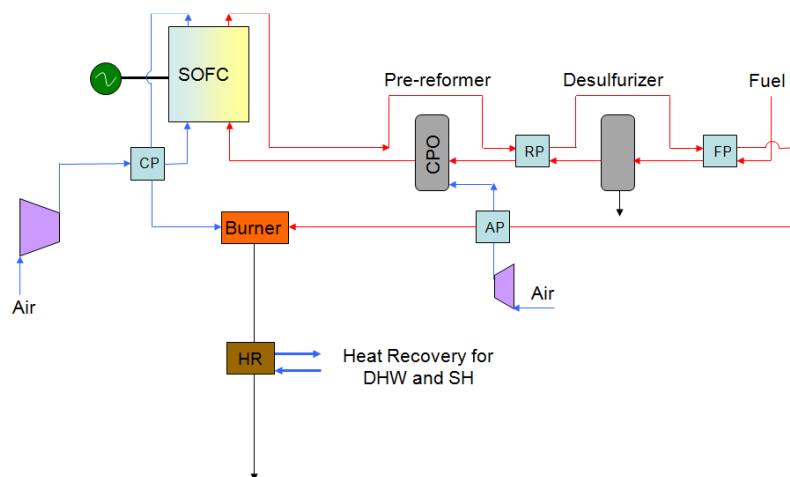 SOFC
Pre-reformer
Desulfurizer
Fuel
CPO
RP
FP
CP
Burner
AP
Air
Air
HR
Heat Recovery for
DHW and SH